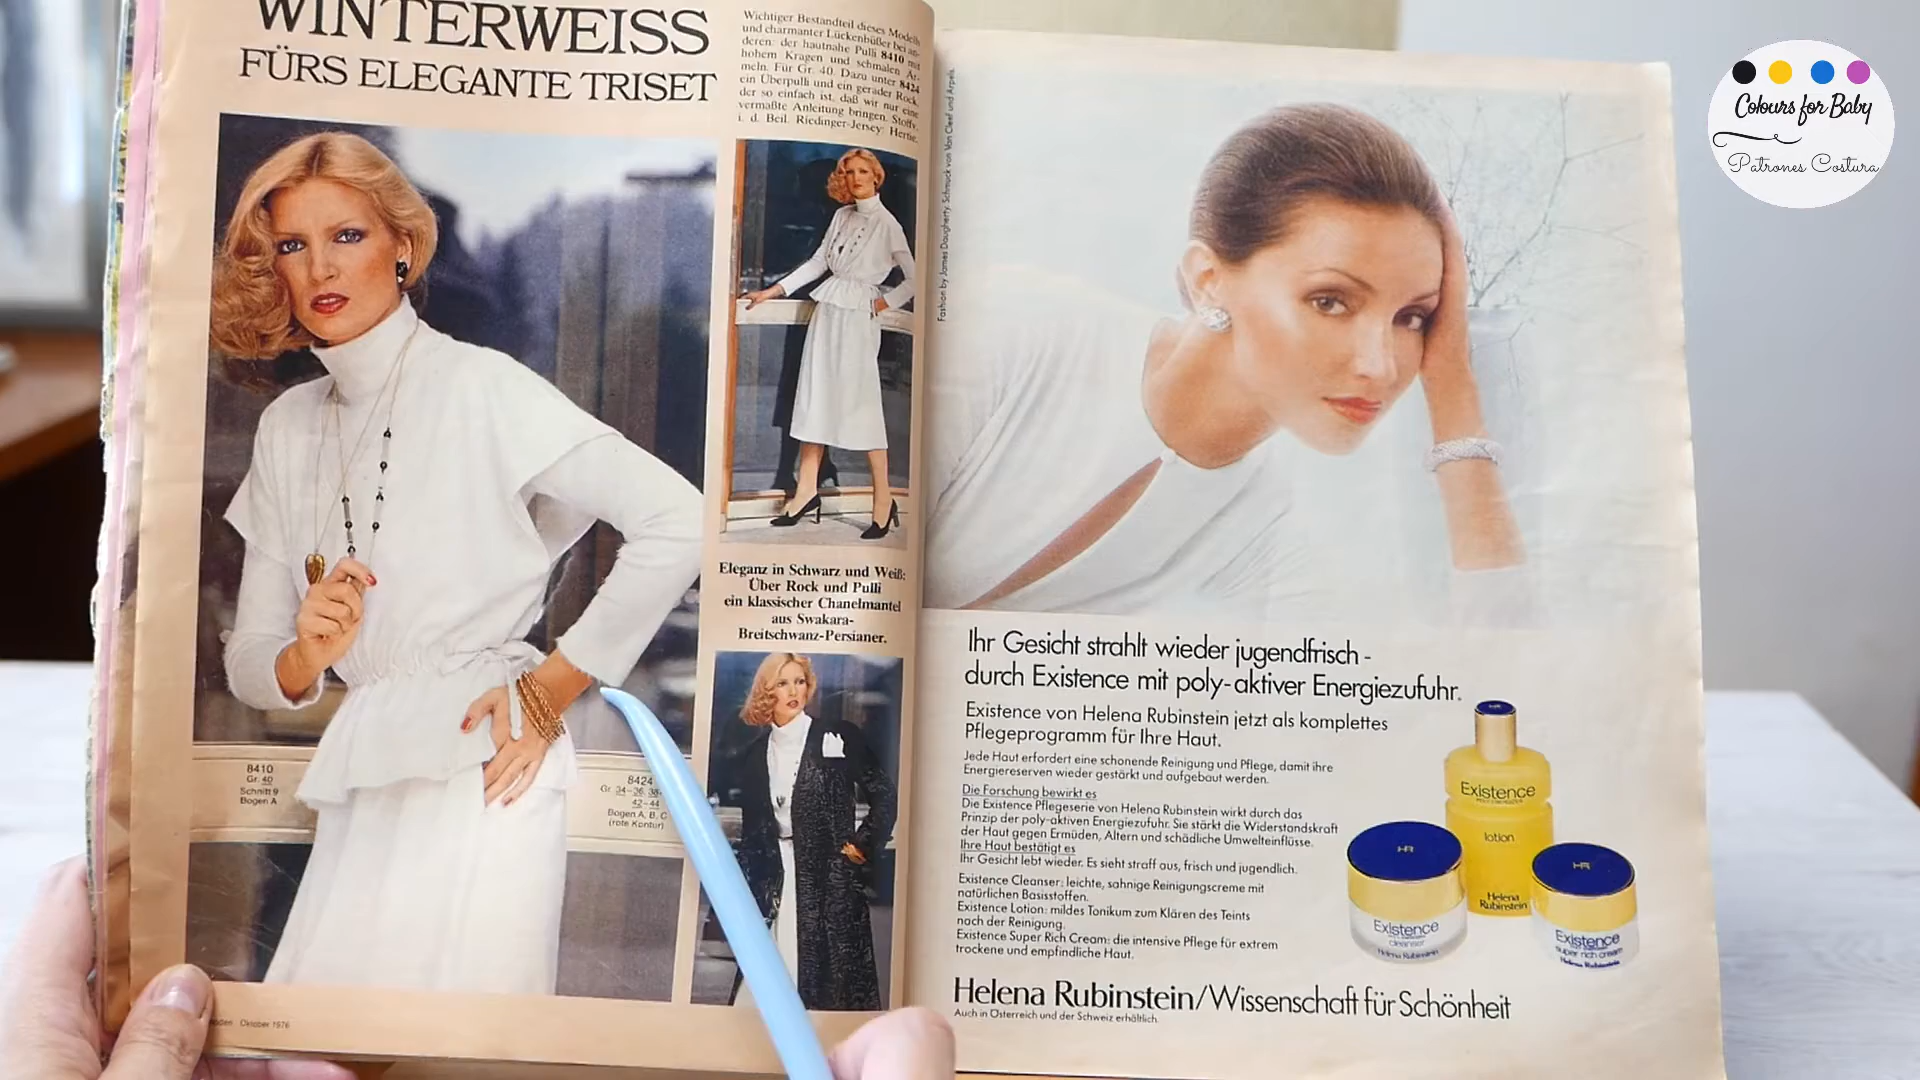 WINTERWEISS
FÜRS ELEGANTE TRISET
Wichtiger Bestandteil dieses Modells
und charmanter Lückenbüßer bei an-
deren: der hautnahe Pulli 8410 mit
hohem Kragen und schmalen Är-
meln. Für Gr. 40. Dazu unter 8424
ein Überpulli und ein gerader Rock,
der so einfach ist, daß wir nur eine
vermaßte Anleitung bringen. Stoffv.
i. d. Beil. Riedinger-Jersey: Hertie.
Eleganz in Schwarz und Weiß:
Über Rock und Pulli
ein klassischer Chanelmantel
aus Swakara-
Breitschwanz-Persianer.
8410
Gr. 40
Schnitt 9
Bogen A
8424
Gr. 34-36, 38-
42-44
Bogen A, B, C
(rote Kontur)
Oktober 1976
Fashion by James Daugherty. Schmuck von Van Cleef und Arpels.
Ihr Gesicht strahlt wieder jugendfrisch -
durch Existence mit poly-aktiver Energiezufuhr.
Existence von Helena Rubinstein jetzt als komplettes
Pflegeprogramm für Ihre Haut.
Jede Haut erfordert eine schonende Reinigung und Pflege, damit ihre
Energiereserven wieder gestärkt und aufgebaut werden.
Die Forschung bewirkt es
Die Existence Pflegeserie von Helena Rubinstein wirkt durch das
Prinzip der poly-aktiven Energiezufuhr. Sie stärkt die Widerstandskraft
der Haut gegen Ermüden, Altern und schädliche Umwelteinflüsse.
Ihre Haut bestätigt es
Ihr Gesicht lebt wieder. Es sieht straff aus, frisch und jugendlich.
Existence Cleanser: leichte, sahnige Reinigungscreme mit
natürlichen Basisstoffen.
Existence Lotion: mildes Tonikum zum Klären des Teints
nach der Reinigung.
Existence Super Rich Cream: die intensive Pflege für extrem
trockene und empfindliche Haut.
Helena Rubinstein/Wissenschaft für Schönheit
Auch in Österreich und der Schweiz erhältlich.
HR
Existence
lotion
Helena
Rubinstein
HR
Existence
cleanser
Helena Rubinstein
HR
Existence
super rich cream
Helena Rubinstein
Colours for Baby
Patrones Costura